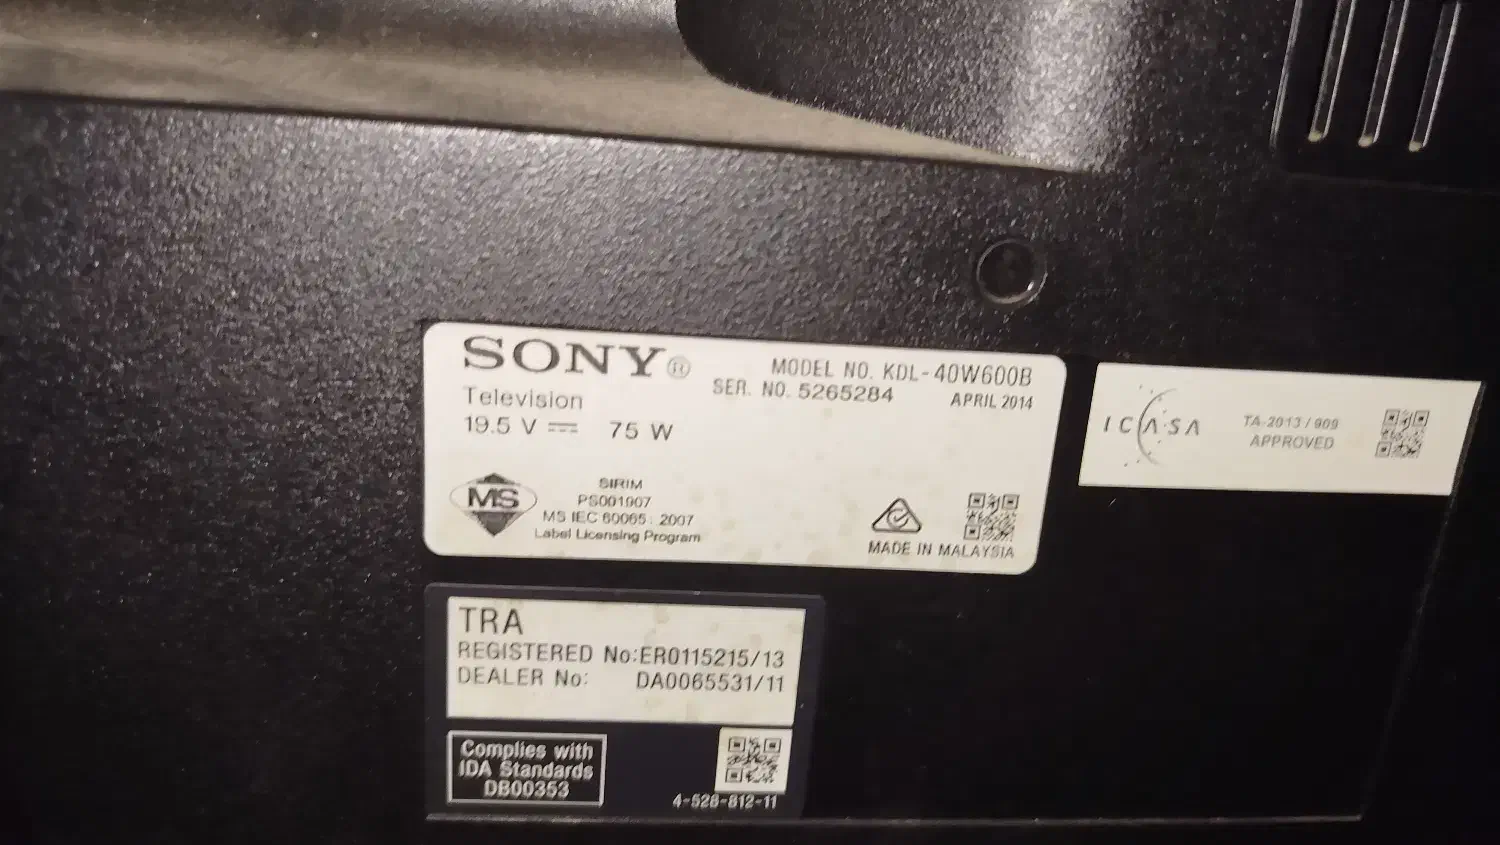 SONY®
MODEL NO. KDL-40W600B
Television
SER. NO. 5265284
APRIL 2014
19.5 V ⎓ 75 W
MS
SIRIM
PS001907
MS IEC 60065 : 2007
Label Licensing Program
MADE IN MALAYSIA
ICASA
TA-2013 / 909
APPROVED
TRA
REGISTERED No:ER0115215/13
DEALER No: DA0065531/11
Complies with
IDA Standards
DB00353
4-528-812-11